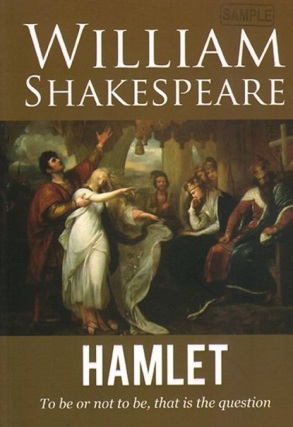 SAMPLE
WILLIAM
SHAKESPEARE
HAMLET
To be or not to be, that is the question